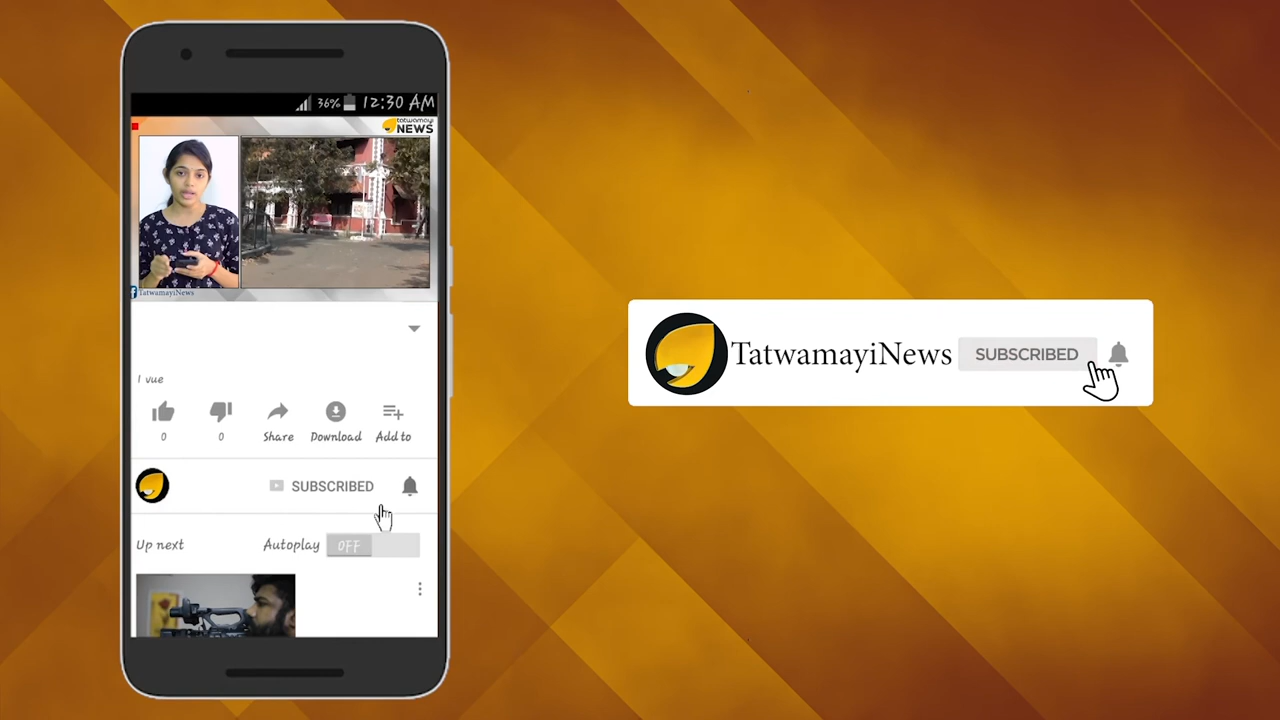 36% 12:30 AM
tatwamayi
NEWS
TatwamayiNews
1 vue
0 0 Share Download Add to
SUBSCRIBED
Up next Autoplay OFF
TatwamayiNews SUBSCRIBED